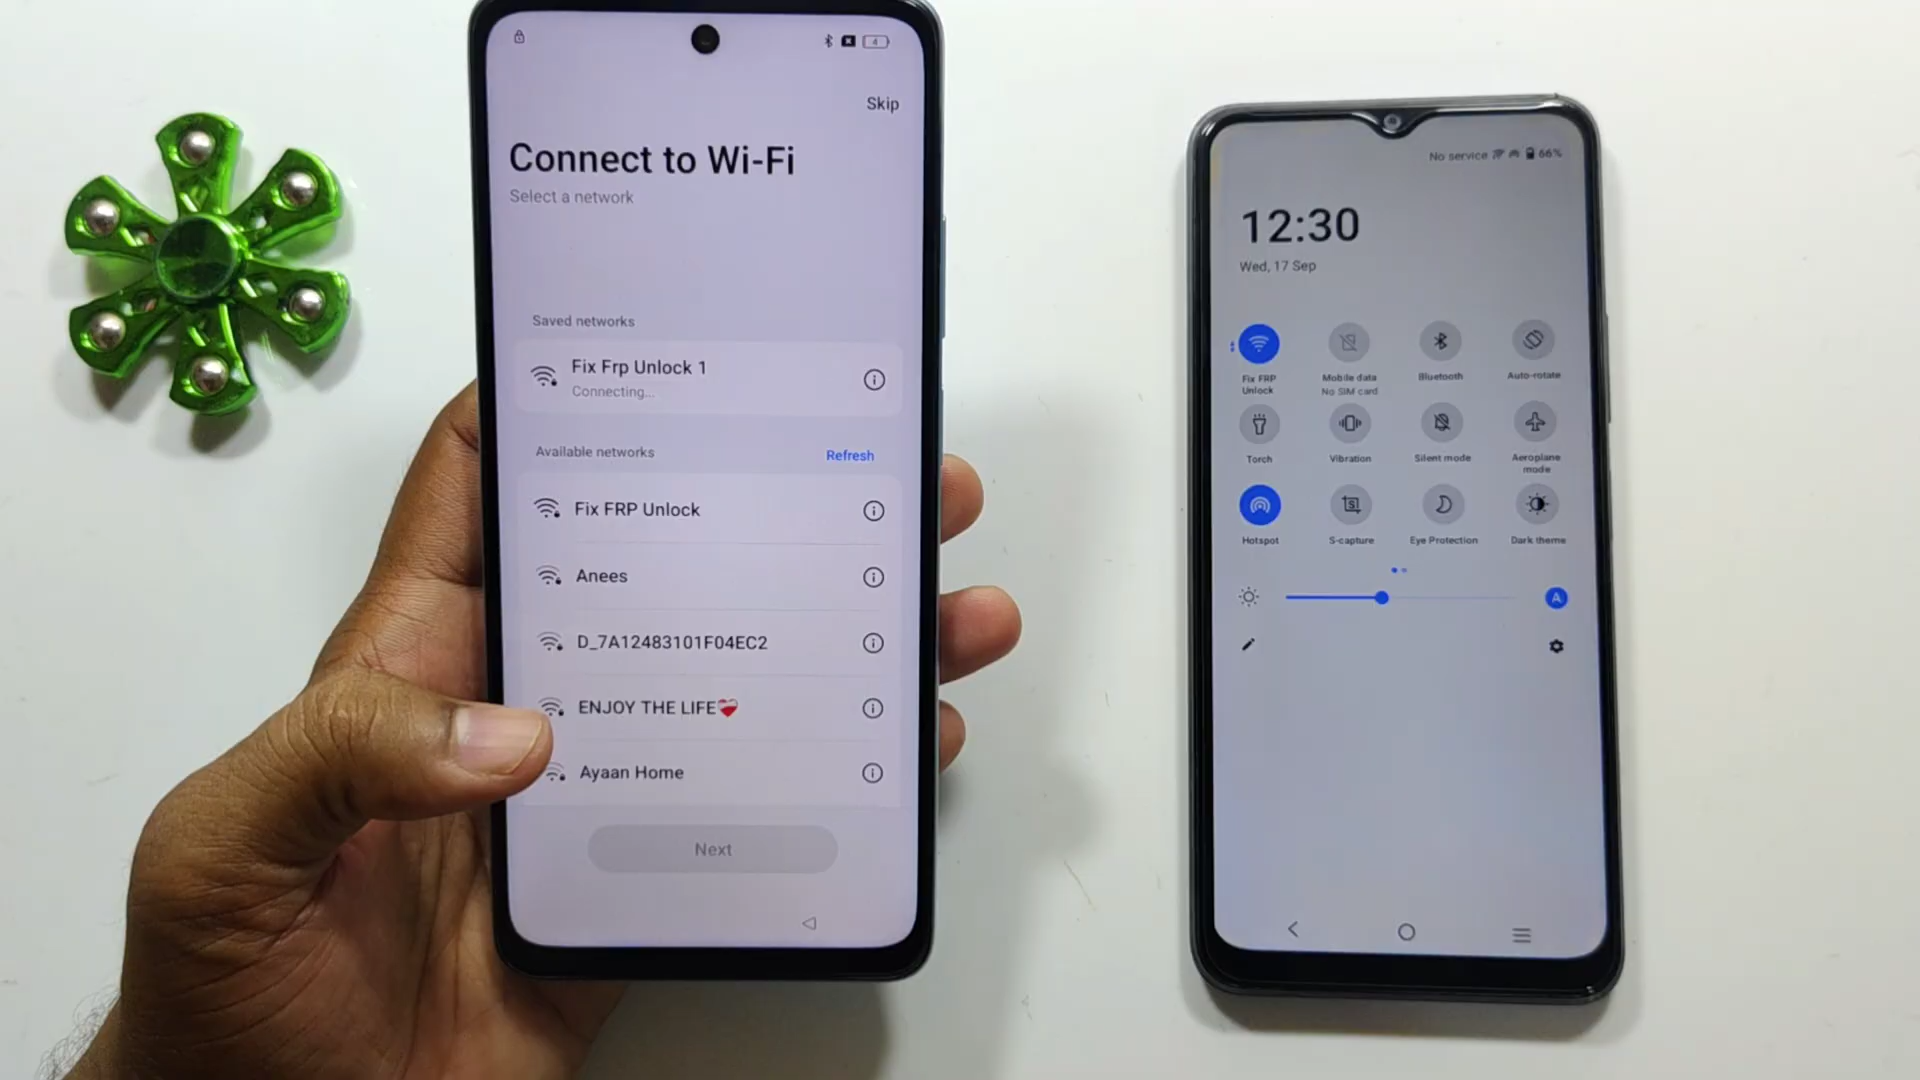 4
Skip
Connect to Wi-Fi
Select a network
Saved networks
Fix Frp Unlock 1
Connecting...
Available networks
Refresh
Fix FRP Unlock
Anees
D_7A12483101F04EC2
ENJOY THE LIFE❤️‍🩹
Ayaan Home
Next
No service 66%
12:30
Wed, 17 Sep
Fix FRP
Unlock
Mobile data
No SIM card
Bluetooth
Auto-rotate
Torch
Vibration
Silent mode
Aeroplane
mode
Hotspot
S-capture
Eye Protection
Dark theme
A